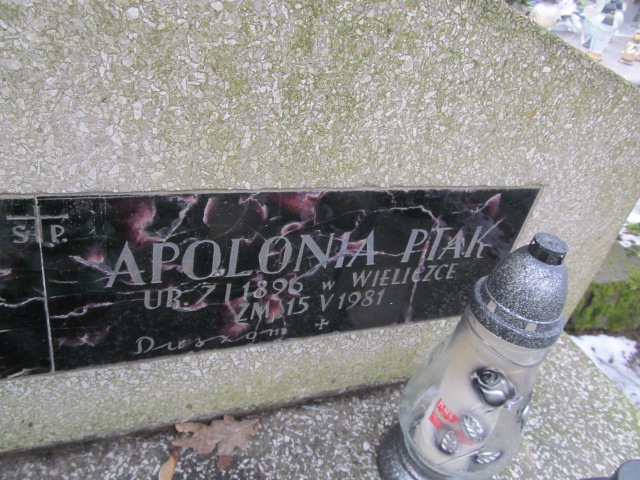 S.P.
APOLONIA PTAK
UR. 7 I 1896 w WIELICZCE
ZM. 15 V 1981